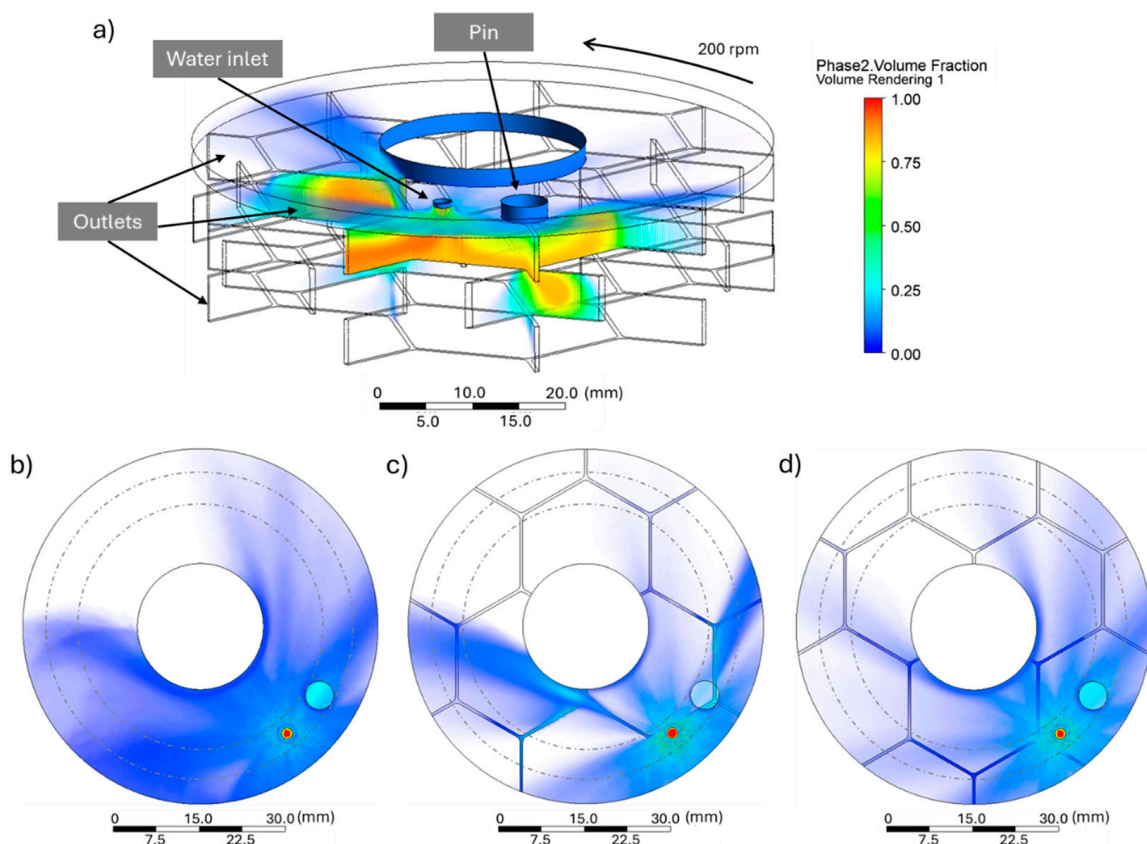 a)
Water inlet
Pin
200 rpm
Phase2.Volume Fraction
Volume Rendering 1
1.00
0.75
0.50
0.25
0.00
Outlets
0 10.0 20.0 (mm)
5.0 15.0
b) c) d)
0 15.0 30.0 (mm)
7.5 22.5
0 15.0 30.0 (mm)
7.5 22.5
0 15.0 30.0 (mm)
7.5 22.5